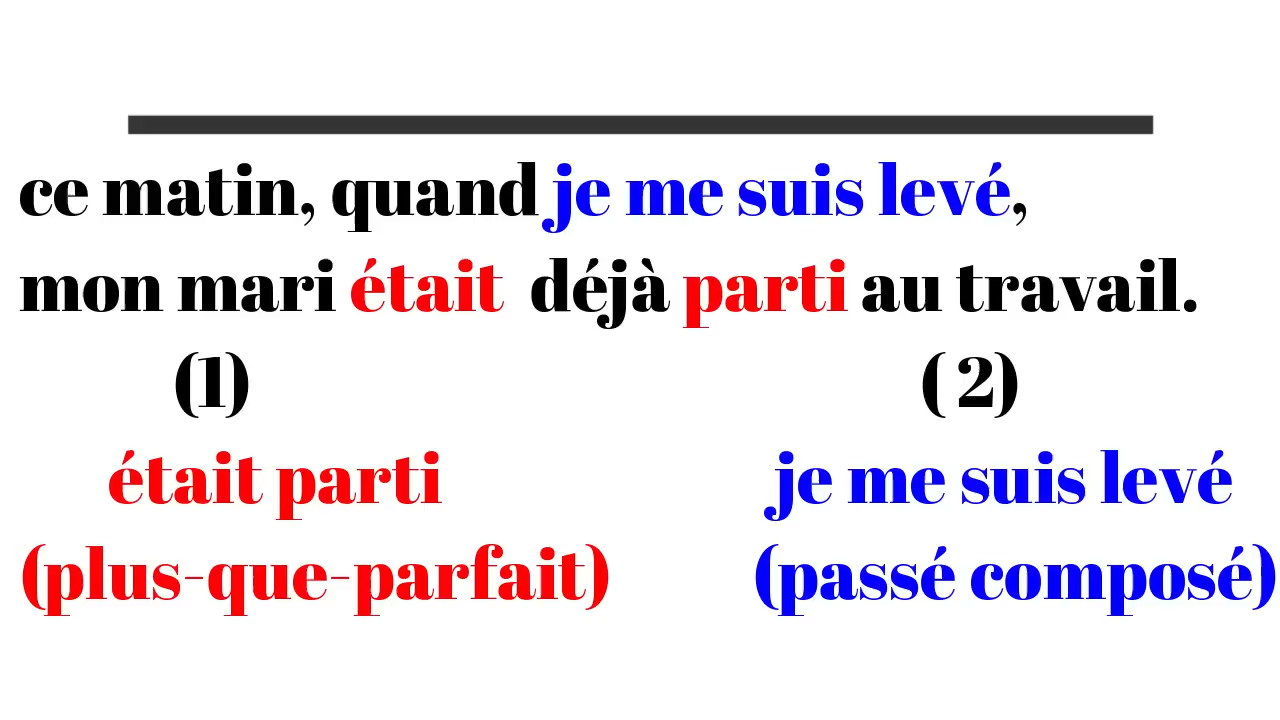 ce matin, quand je me suis levé,
mon mari était déjà parti au travail.
(1) ( 2)
était parti je me suis levé
(plus-que-parfait) (passé composé)